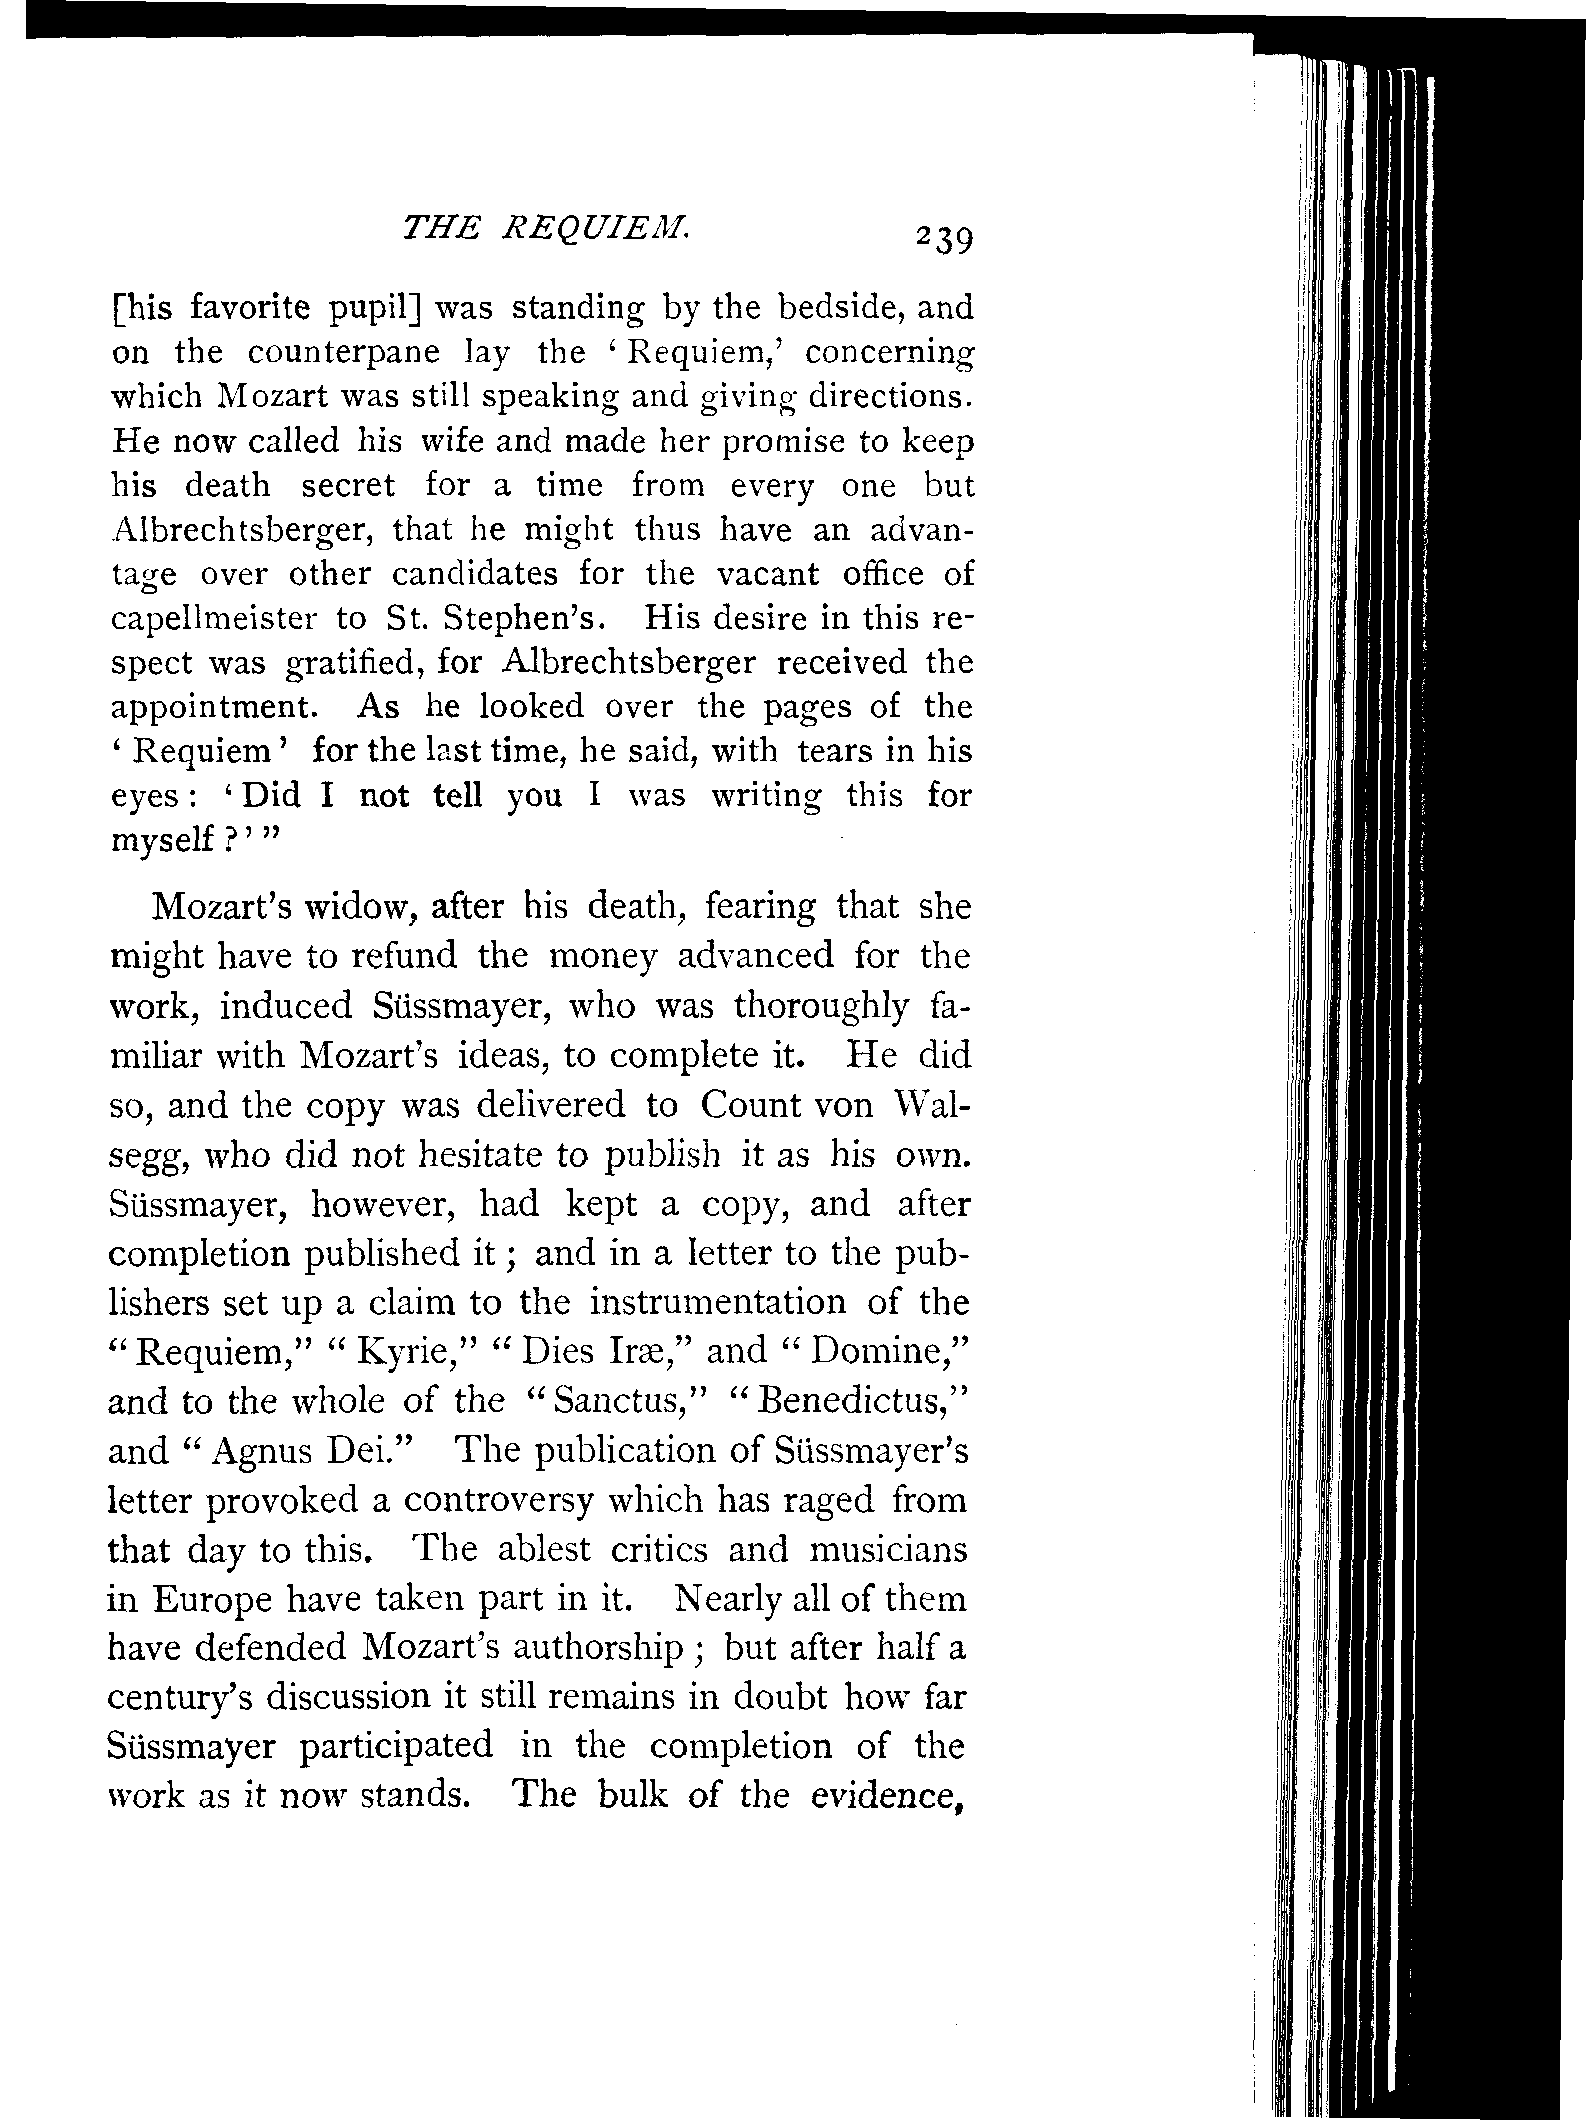 THE REQUIEM. 239
[his favorite pupil] was standing by the bedside, and
on the counterpane lay the ‘ Requiem,’ concerning
which Mozart was still speaking and giving directions.
He now called his wife and made her promise to keep
his death secret for a time from every one but
Albrechtsberger, that he might thus have an advan-
tage over other candidates for the vacant office of
capellmeister to St. Stephen’s. His desire in this re-
spect was gratified, for Albrechtsberger received the
appointment. As he looked over the pages of the
‘ Requiem ’ for the last time, he said, with tears in his
eyes : ‘ Did I not tell you I was writing this for
myself ? ’ ”
Mozart’s widow, after his death, fearing that she
might have to refund the money advanced for the
work, induced Süssmayer, who was thoroughly fa-
miliar with Mozart’s ideas, to complete it. He did
so, and the copy was delivered to Count von Wal-
segg, who did not hesitate to publish it as his own.
Süssmayer, however, had kept a copy, and after
completion published it ; and in a letter to the pub-
lishers set up a claim to the instrumentation of the
“ Requiem,” “ Kyrie,” “ Dies Iræ,” and “ Domine,”
and to the whole of the “ Sanctus,” “ Benedictus,”
and “ Agnus Dei.” The publication of Süssmayer’s
letter provoked a controversy which has raged from
that day to this. The ablest critics and musicians
in Europe have taken part in it. Nearly all of them
have defended Mozart’s authorship ; but after half a
century’s discussion it still remains in doubt how far
Süssmayer participated in the completion of the
work as it now stands. The bulk of the evidence,